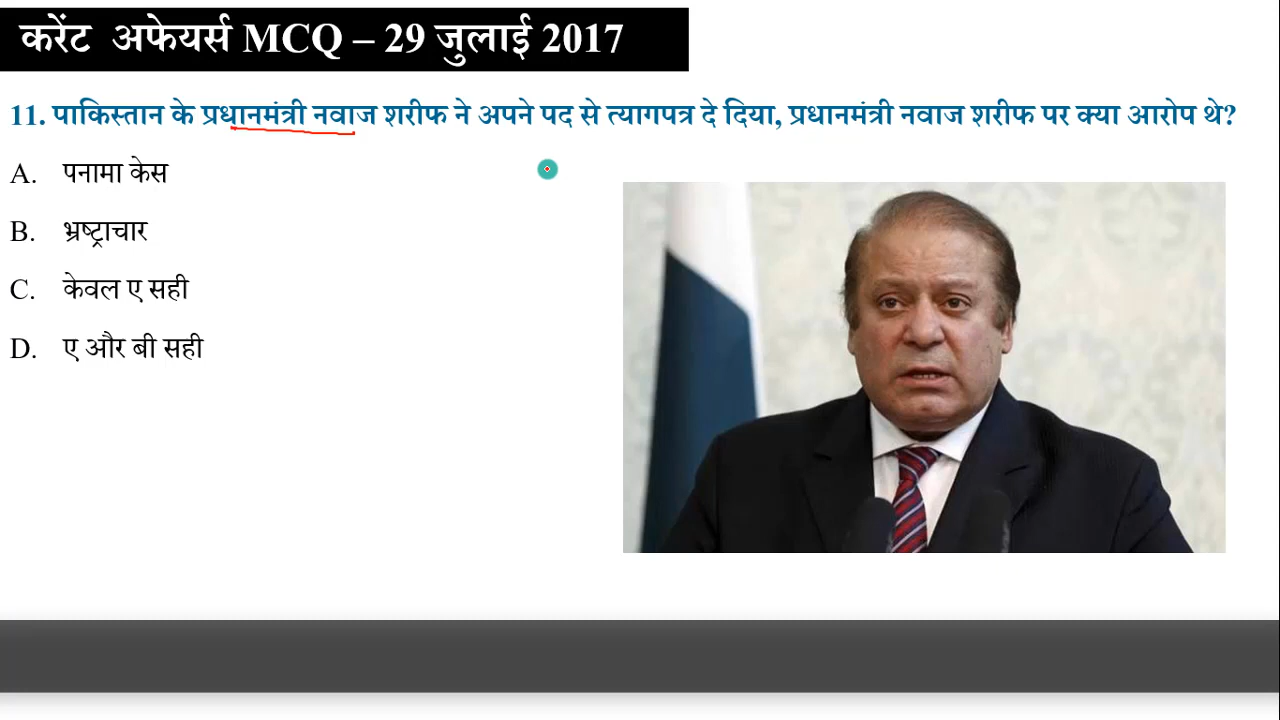 करेंट अफेयर्स MCQ – 29 जुलाई 2017
11. पाकिस्तान के प्रधानमंत्री नवाज शरीफ ने अपने पद से त्यागपत्र दे दिया, प्रधानमंत्री नवाज शरीफ पर क्या आरोप थे?
A. पनामा केस
B. भ्रष्ट्राचार
C. केवल ए सही
D. ए और बी सही